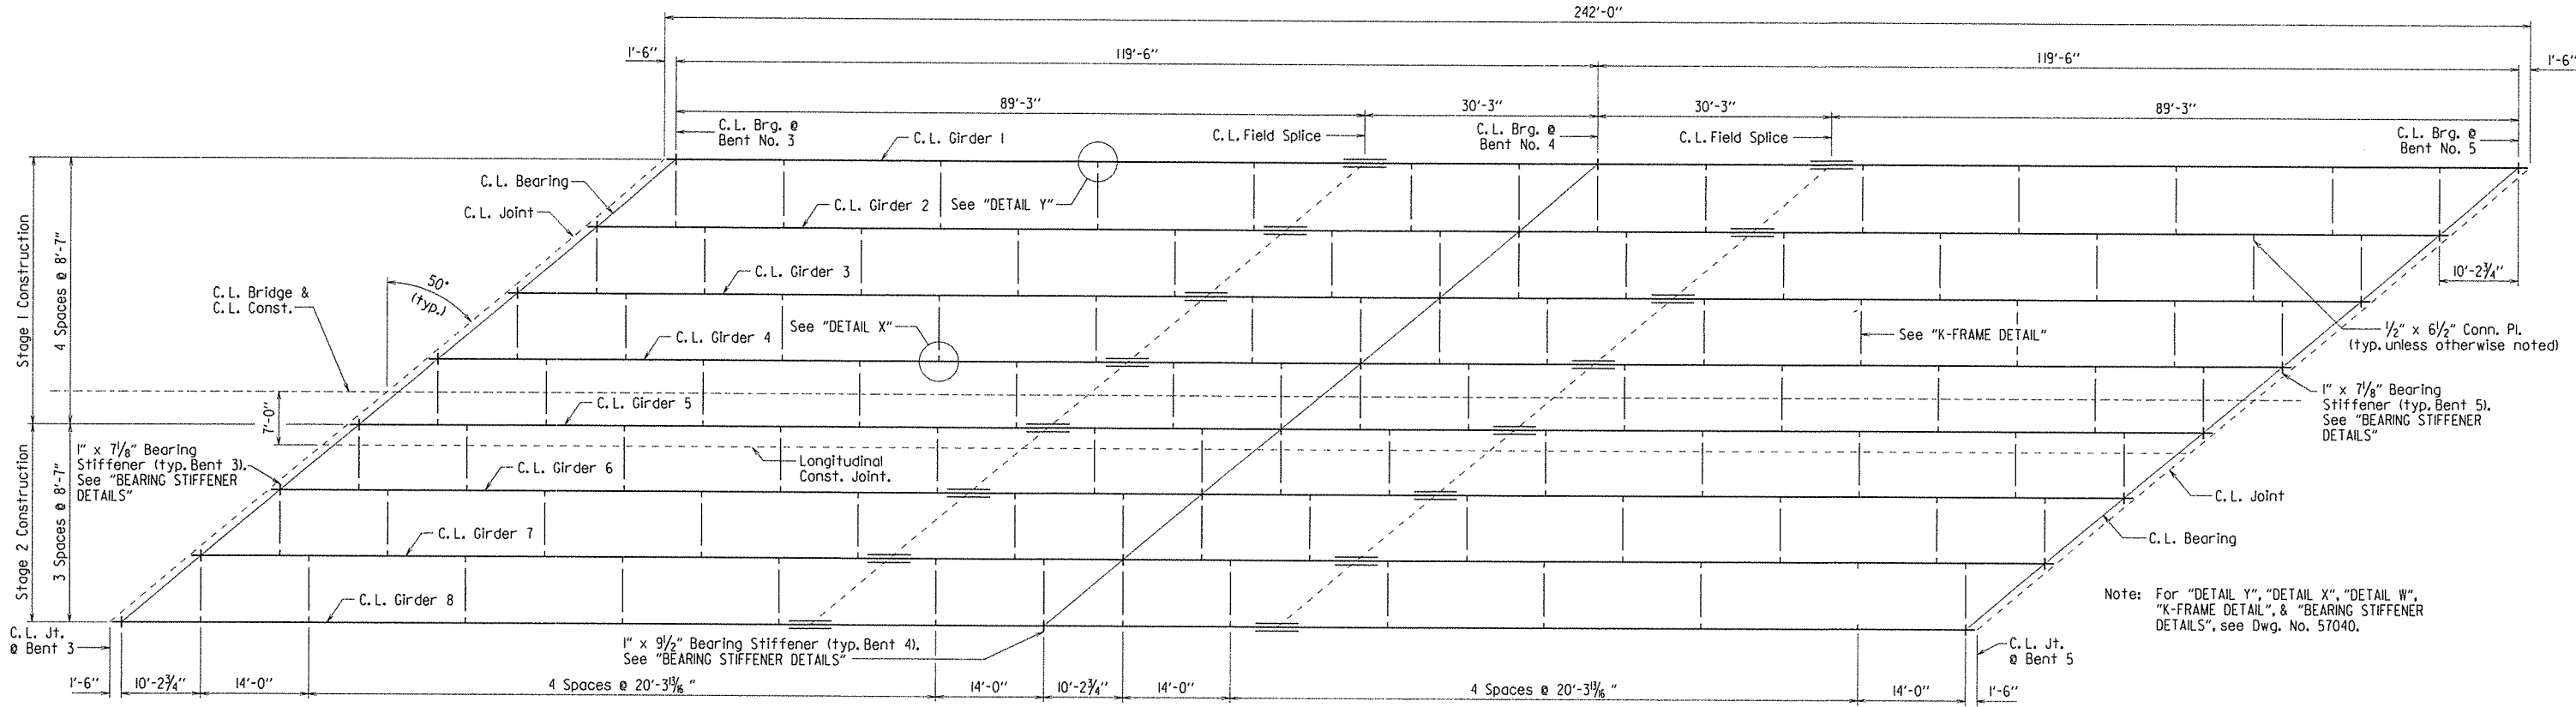 242'-0"
1'-6"
119'-6"
119'-6"
1'-6"
89'-3"
30'-3"
30'-3"
89'-3"
C.L. Brg. @
Bent No. 3
C.L. Girder 1
C.L. Field Splice
C.L. Brg. @
Bent No. 4
C.L. Field Splice
C.L. Brg. @
Bent No. 5
C.L. Bearing
C.L. Joint
C.L. Girder 2
See "DETAIL Y"
Stage 1 Construction
4 Spaces @ 8'-7"
C.L. Girder 3
10'-2¾"
50°
(typ.)
C.L. Bridge &
C.L. Const.
C.L. Girder 4
See "DETAIL X"
See "K-FRAME DETAIL"
½" x 6½" Conn. Pl.
(typ. unless otherwise noted)
7'-0"
C.L. Girder 5
1" x 7⅛" Bearing
Stiffener (typ. Bent 5).
See "BEARING STIFFENER
DETAILS"
Stage 2 Construction
3 Spaces @ 8'-7"
1" x 7⅛" Bearing
Stiffener (typ. Bent 3).
See "BEARING STIFFENER
DETAILS"
C.L. Girder 6
Longitudinal
Const. Joint.
C.L. Joint
C.L. Girder 7
C.L. Bearing
C.L. Girder 8
Note: For "DETAIL Y", "DETAIL X", "DETAIL W",
"K-FRAME DETAIL", & "BEARING STIFFENER
DETAILS", see Dwg. No. 57040.
C.L. Jt.
@ Bent 3
1" x 9½" Bearing Stiffener (typ. Bent 4).
See "BEARING STIFFENER DETAILS"
C.L. Jt.
@ Bent 5
1'-6"
10'-2¾"
14'-0"
4 Spaces @ 20'-3¹³⁄₁₆"
14'-0"
10'-2¾"
14'-0"
4 Spaces @ 20'-3¹³⁄₁₆"
14'-0"
1'-6"